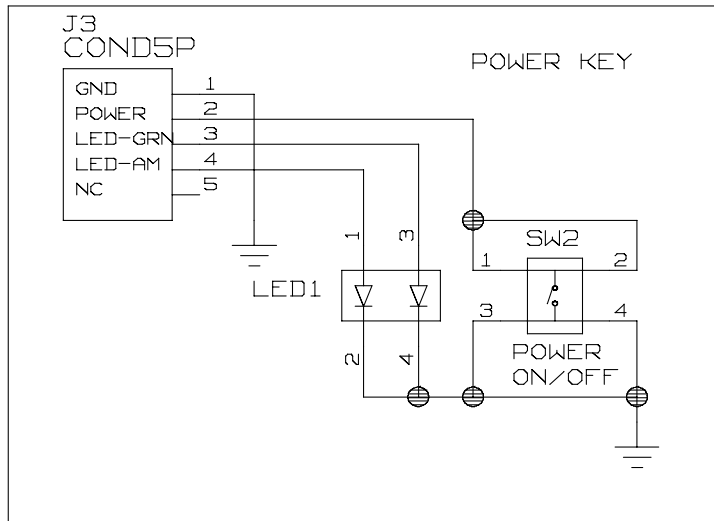 J3
COND5P
POWER KEY
GND 1
POWER 2
LED-GRN 3
LED-AM 4
NC 5
1 3
SW2
1 2
LED1
3 4
2 4
POWER
ON/OFF